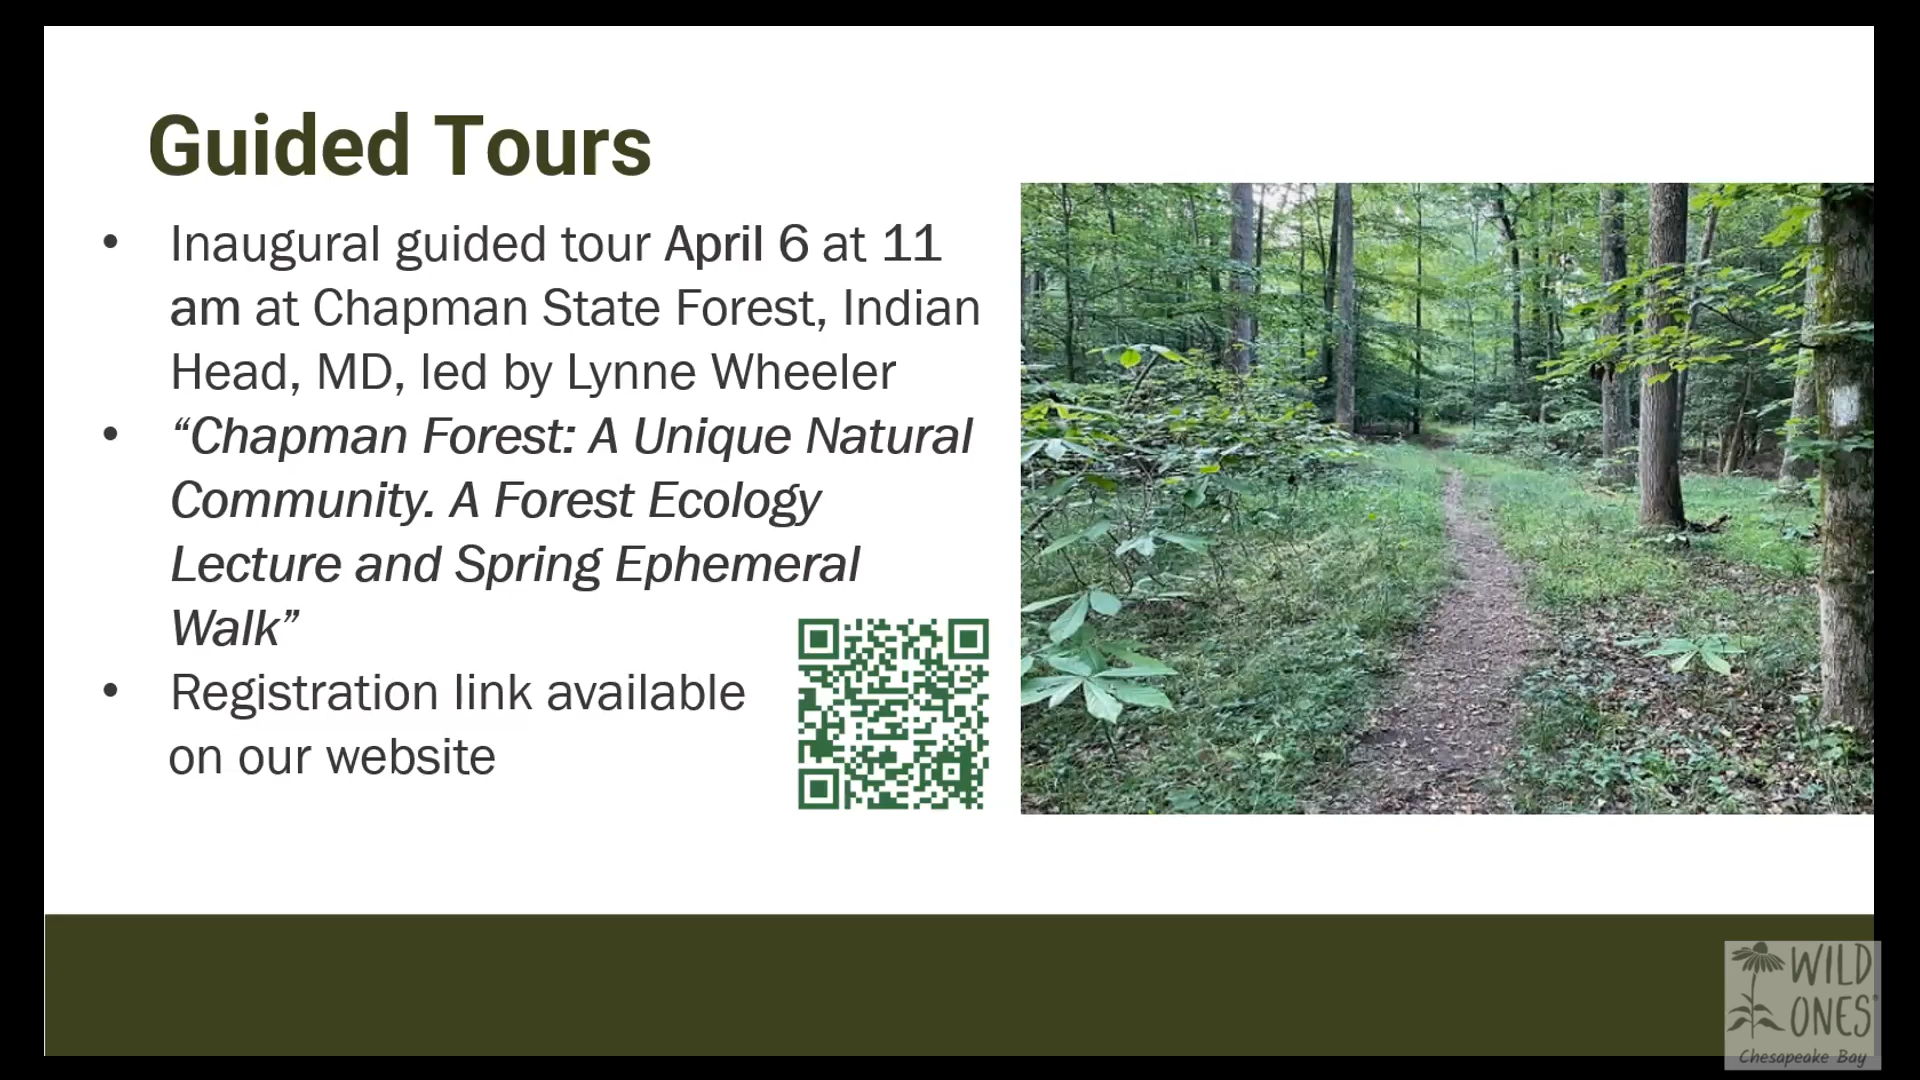 Guided Tours
• Inaugural guided tour April 6 at 11
am at Chapman State Forest, Indian
Head, MD, led by Lynne Wheeler
• “Chapman Forest: A Unique Natural
Community. A Forest Ecology
Lecture and Spring Ephemeral
Walk”
• Registration link available
on our website
WILD
ONES®
Chesapeake Bay